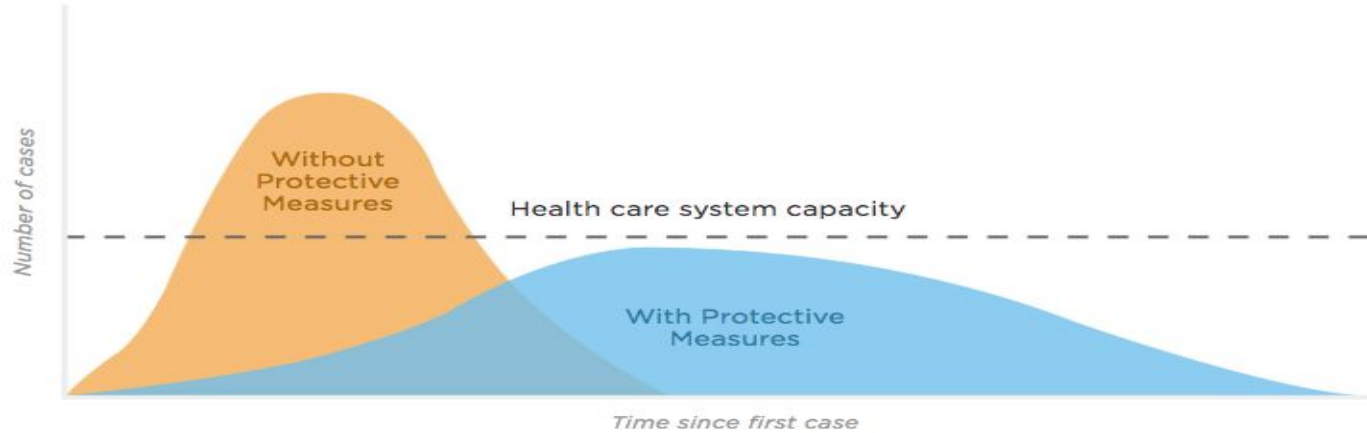 Number of cases
Without
Protective
Measures
Health care system capacity
With Protective
Measures
Time since first case